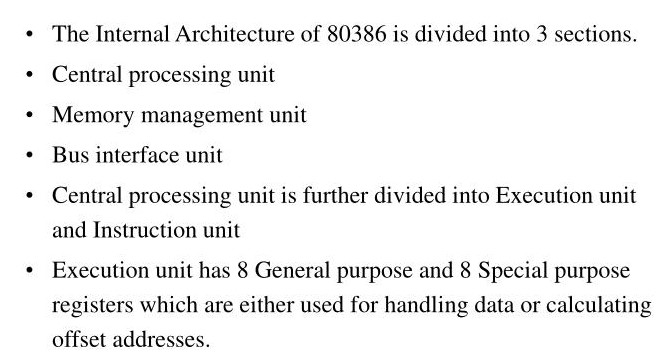 • The Internal Architecture of 80386 is divided into 3 sections.
• Central processing unit
• Memory management unit
• Bus interface unit
• Central processing unit is further divided into Execution unit
and Instruction unit
• Execution unit has 8 General purpose and 8 Special purpose
registers which are either used for handling data or calculating
offset addresses.